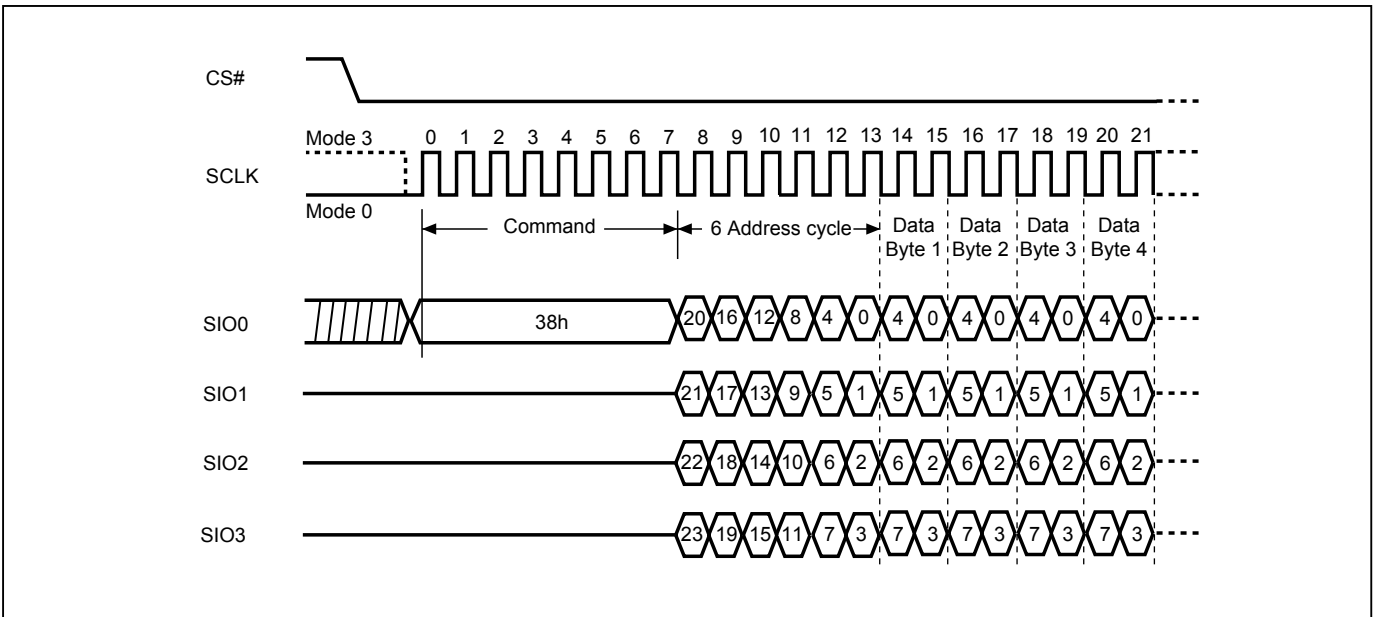 CS#
Mode 3 0 1 2 3 4 5 6 7 8 9 10 11 12 13 14 15 16 17 18 19 20 21
SCLK
Mode 0
Command 6 Address cycle Data Byte 1 Data Byte 2 Data Byte 3 Data Byte 4
SIO0 38h 20 16 12 8 4 0 4 0 4 0 4 0 4 0
SIO1 21 17 13 9 5 1 5 1 5 1 5 1 5 1
SIO2 22 18 14 10 6 2 6 2 6 2 6 2 6 2
SIO3 23 19 15 11 7 3 7 3 7 3 7 3 7 3